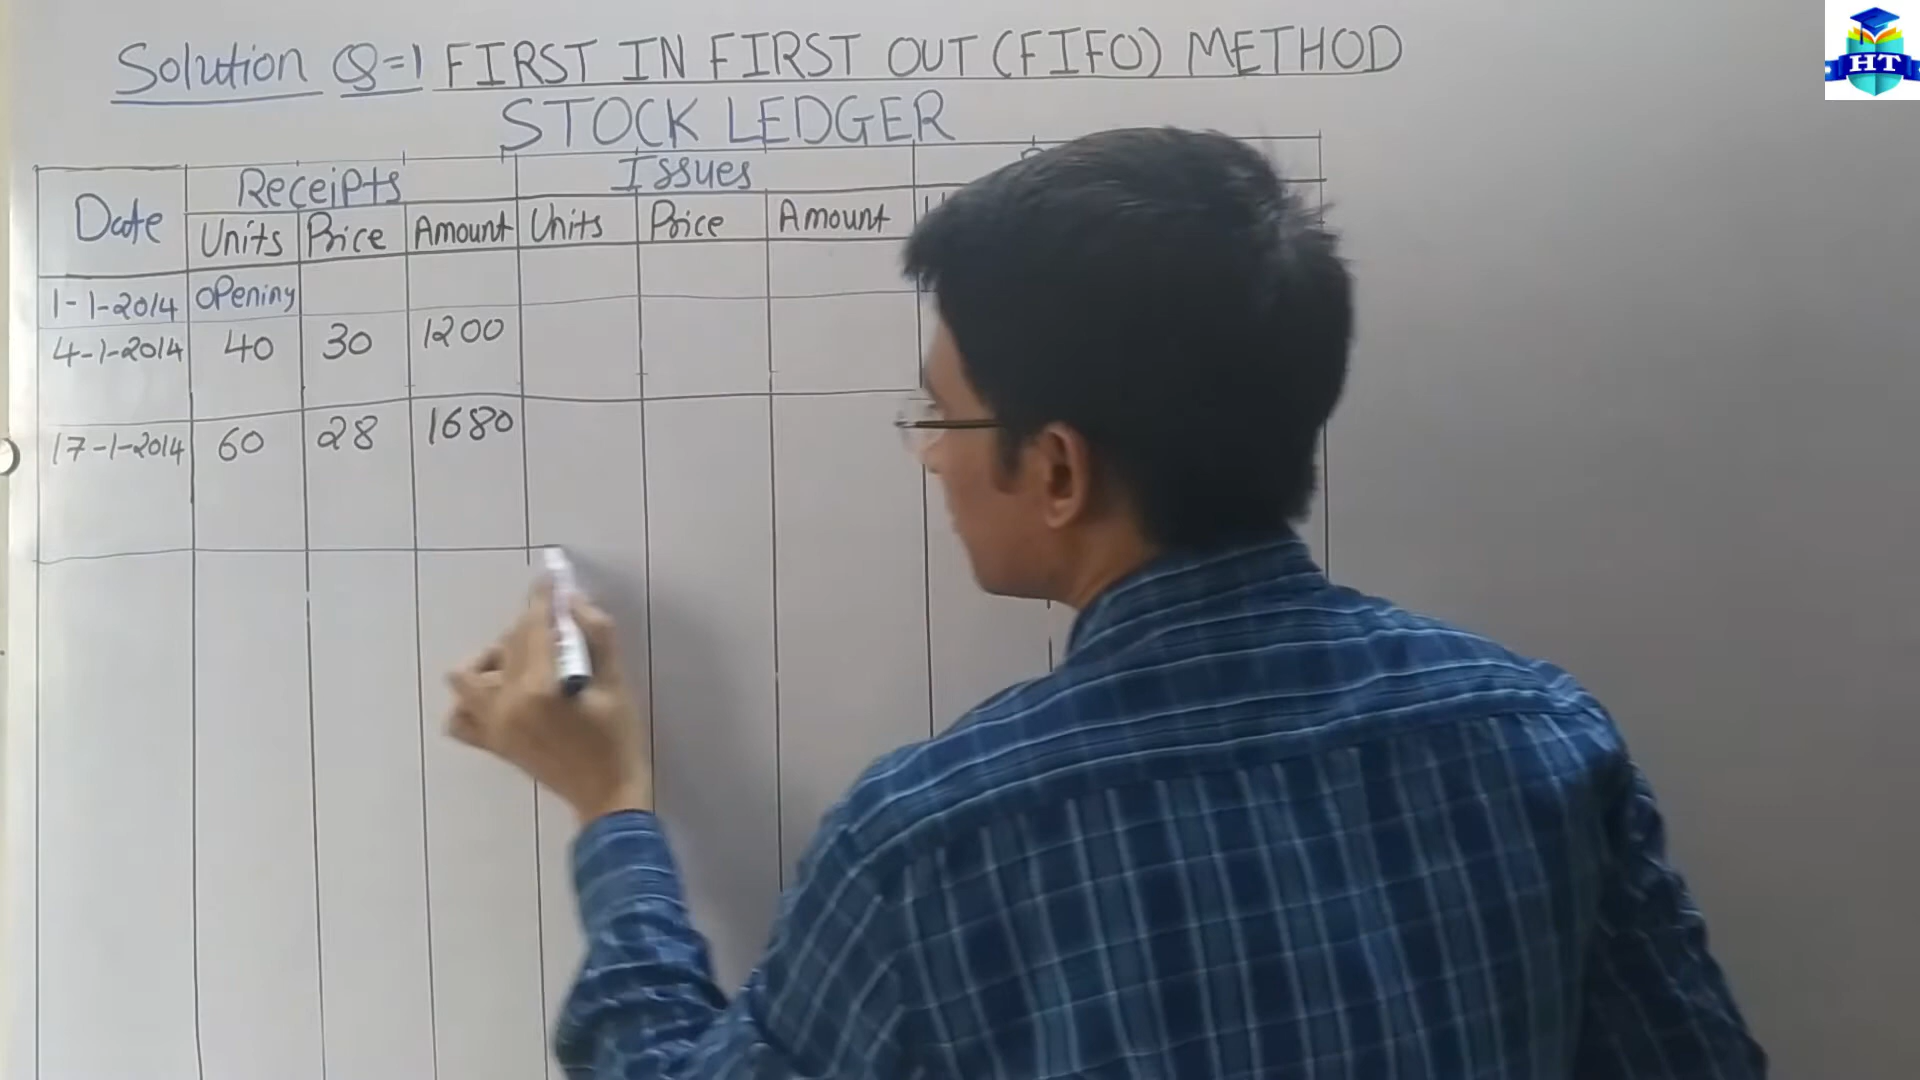 Solution Q=1 FIRST IN FIRST OUT (FIFO) METHOD
STOCK LEDGER
Date Receipts Issues
Units Price Amount Units Price Amount
1-1-2014 Opening
4-1-2014 40 30 1200
17-1-2014 60 28 1680
HT